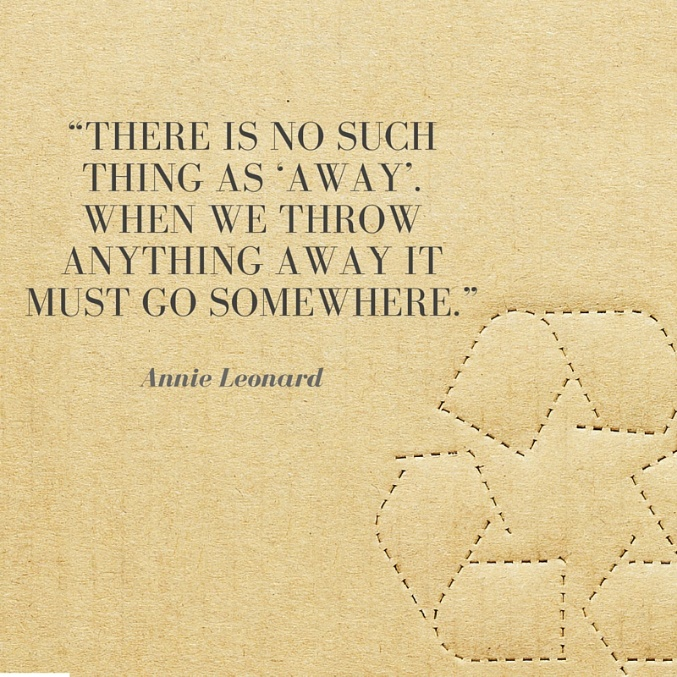 “THERE IS NO SUCH
THING AS ‘AWAY’.
WHEN WE THROW
ANYTHING AWAY IT
MUST GO SOMEWHERE.”
Annie Leonard